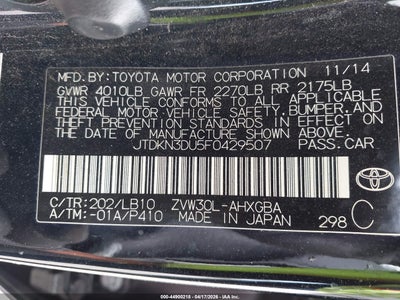 MFD. BY: TOYOTA MOTOR CORPORATION 11/14
GVWR 4010LB GAWR FR 2270LB RR 2175LB
THIS VEHICLE CONFORMS TO ALL APPLICABLE
FEDERAL MOTOR VEHICLE SAFETY, BUMPER, AND
THEFT PREVENTION STANDARDS IN EFFECT ON
THE DATE OF MANUFACTURE SHOWN ABOVE.
JTDKN3DU5F0429507 PASS.CAR
C/TR:202/LB10 ZVW30L-AHXGBA
A/TM:-01A/P410 MADE IN JAPAN 298 C
TOYOTA
000-44900218 - 04/17/2026 - IAA